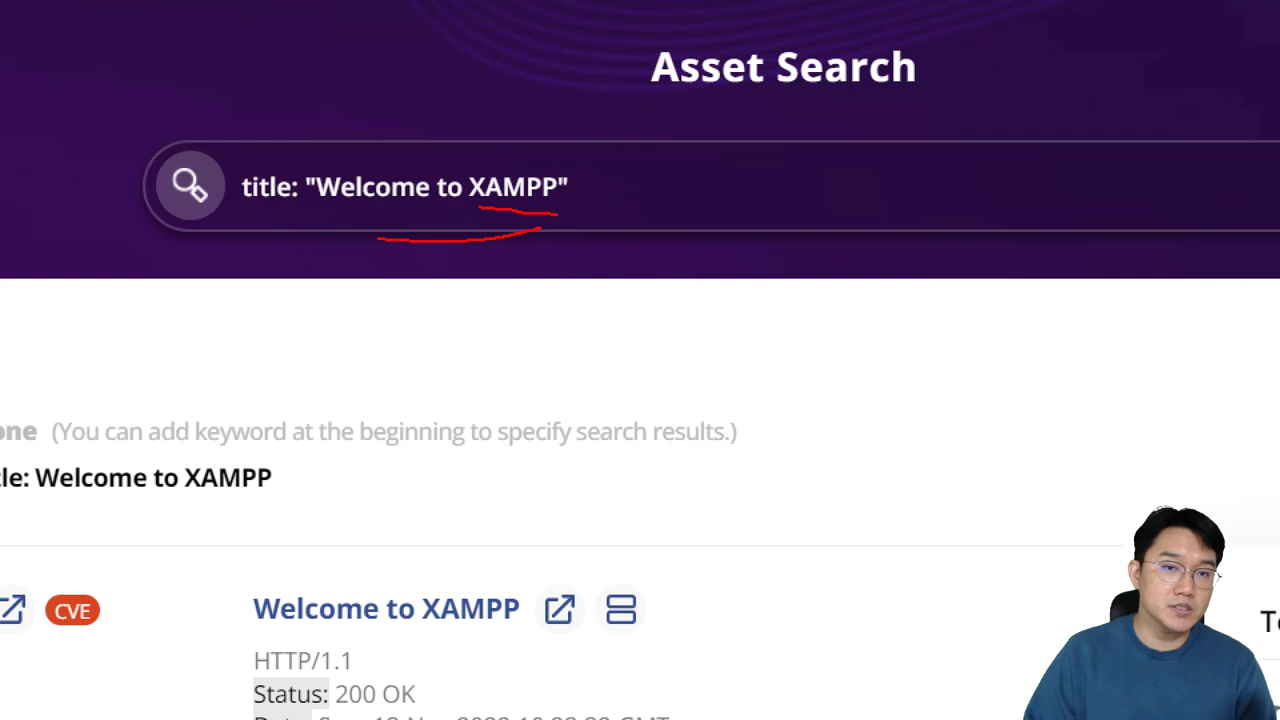 Asset Search
title: "Welcome to XAMPP"
one (You can add keyword at the beginning to specify search results.)
tle: Welcome to XAMPP
CVE
Welcome to XAMPP
HTTP/1.1
Status: 200 OK